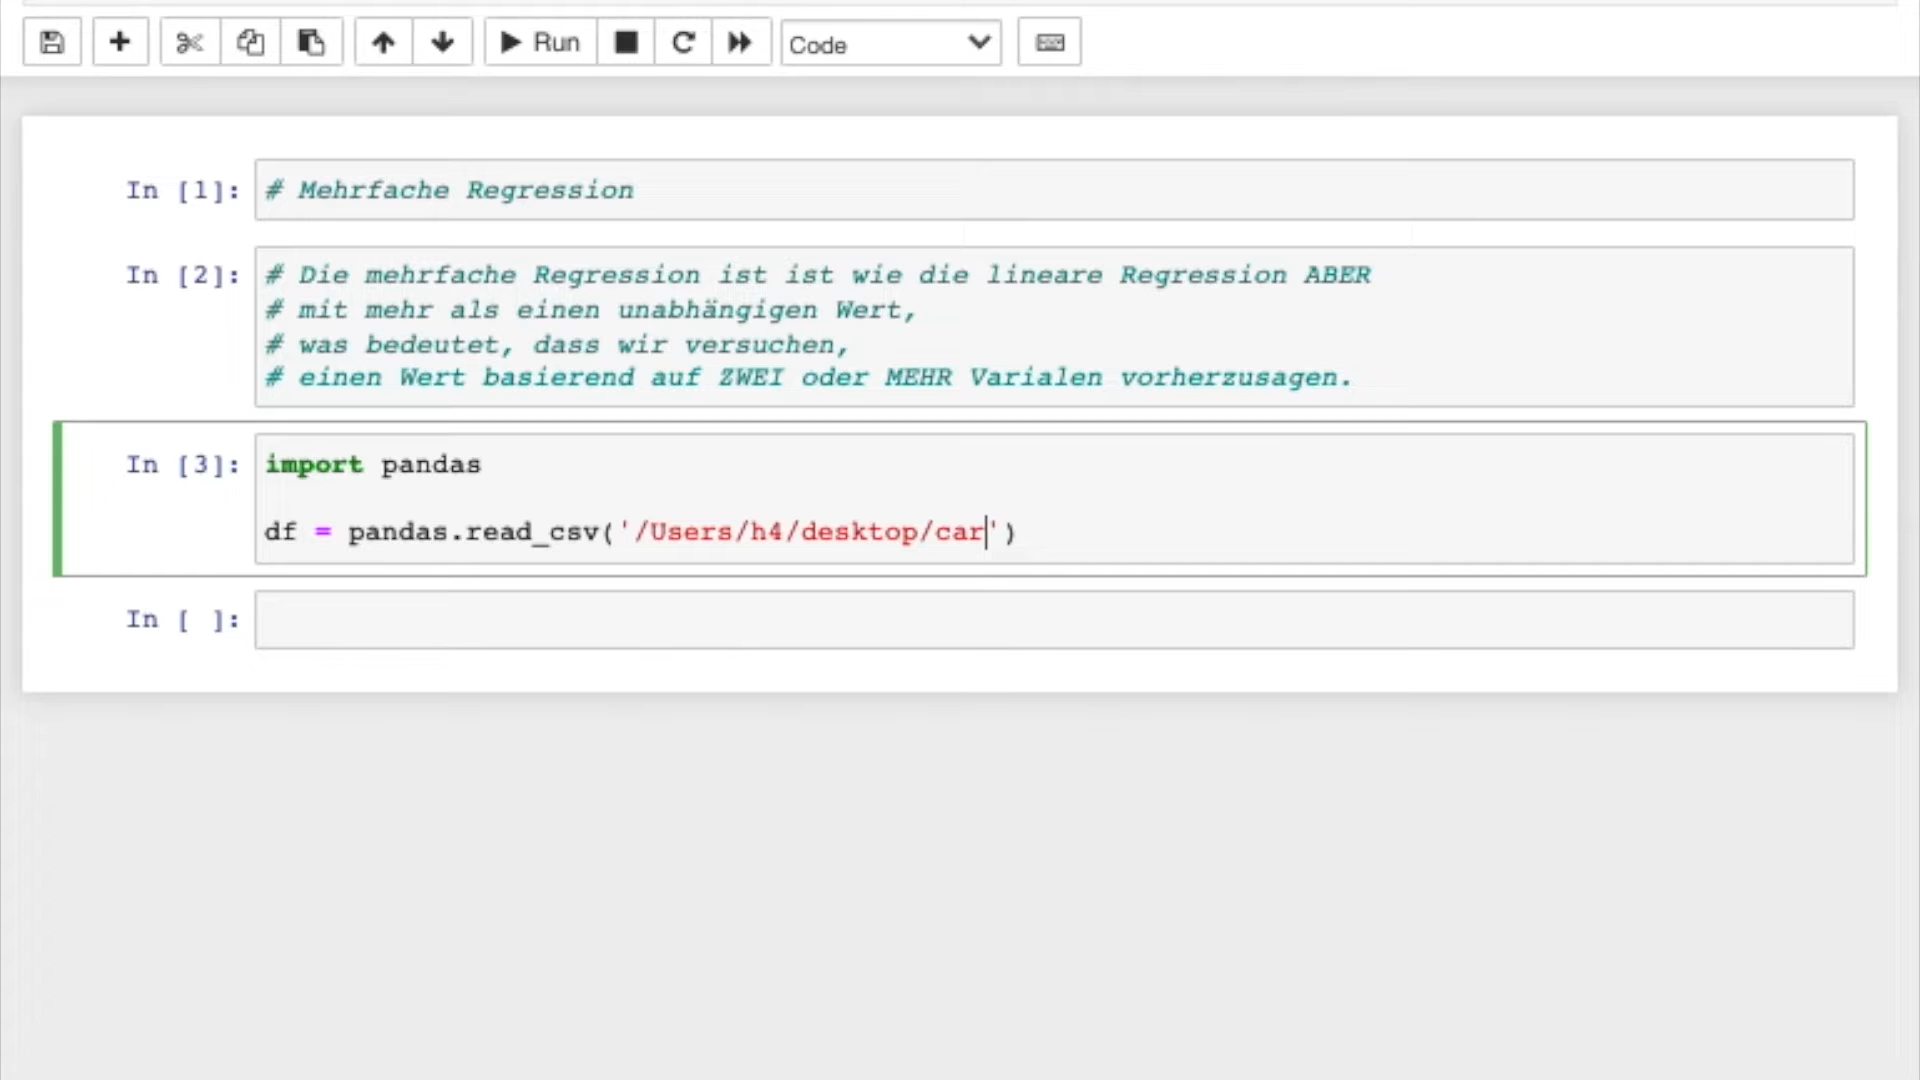 Run Code
In [1]: # Mehrfache Regression
In [2]: # Die mehrfache Regression ist ist wie die lineare Regression ABER
# mit mehr als einen unabhängigen Wert,
# was bedeutet, dass wir versuchen,
# einen Wert basierend auf ZWEI oder MEHR Varialen vorherzusagen.
In [3]: import pandas
df = pandas.read_csv('/Users/h4/desktop/car')
In [ ]: